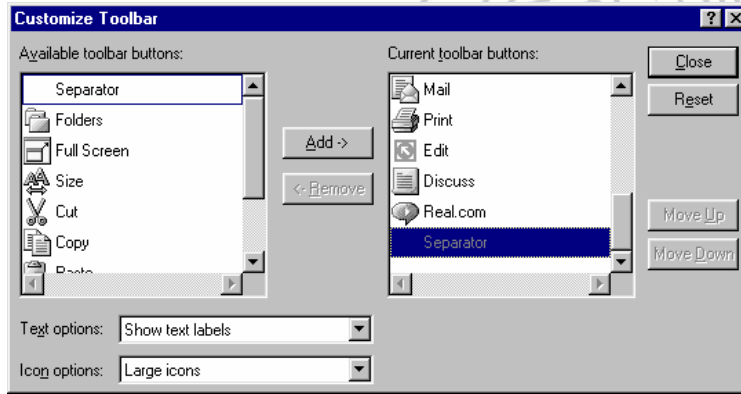 Customize Toolbar
Available toolbar buttons:
Separator
Folders
Full Screen
Size
Cut
Copy
Paste
Add ->
<- Remove
Current toolbar buttons:
Mail
Print
Edit
Discuss
Real.com
Separator
Close
Reset
Move Up
Move Down
Text options: Show text labels
Icon options: Large icons